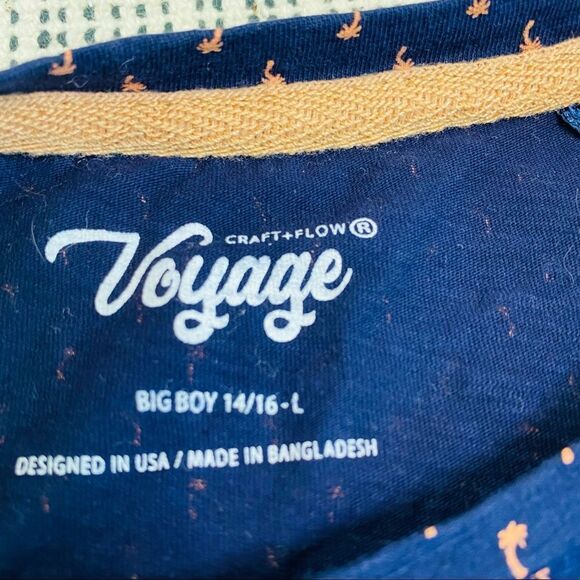 CRAFT+FLOW®
Voyage
BIG BOY 14/16-L
DESIGNED IN USA / MADE IN BANGLADESH